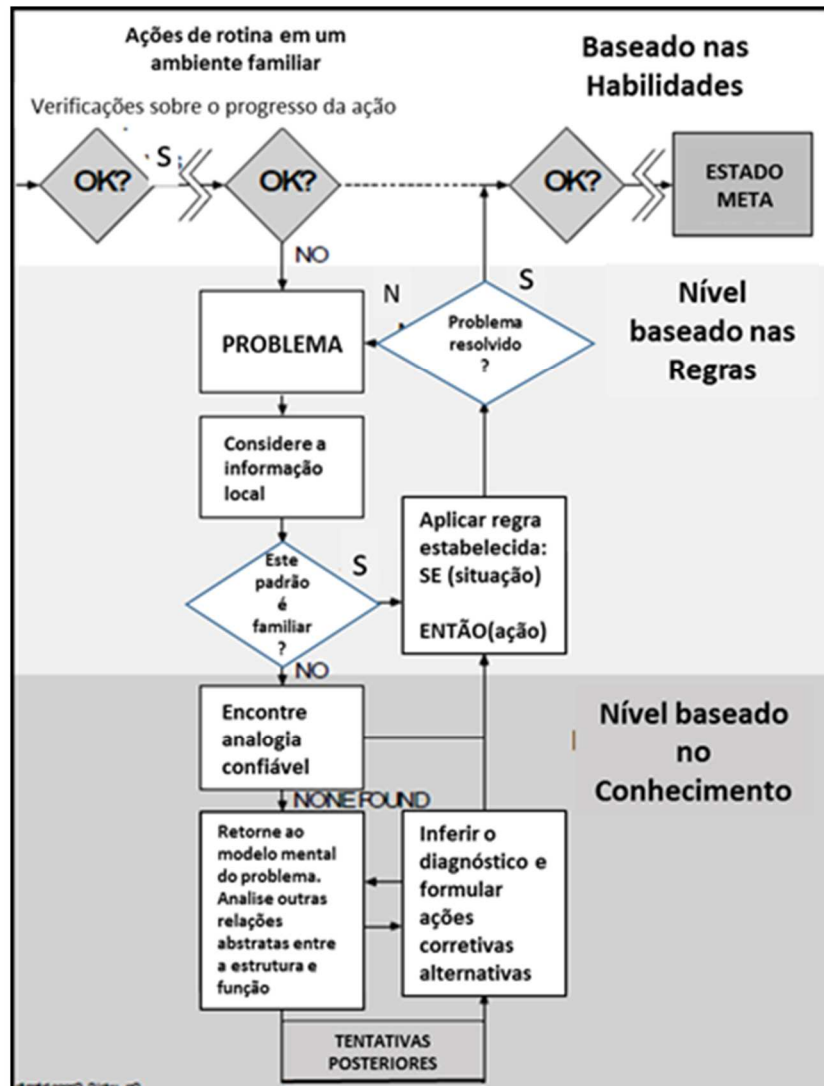 Ações de rotina em um
ambiente familiar
Baseado nas
Habilidades
Verificações sobre o progresso da ação
OK?
S
OK?
OK?
ESTADO
META
NO
N
S
PROBLEMA
Problema
resolvido
?
Nível
baseado nas
Regras
Considere a
informação
local
Este
padrão
é
familiar
?
S
Aplicar regra
estabelecida:
SE (situação)
ENTÃO(ação)
NO
Encontre
analogia
confiável
Nível baseado
no
Conhecimento
NONE FOUND
Retorne ao
modelo mental
do problema.
Analise outras
relações
abstratas entre
a estrutura e
função
Inferir o
diagnóstico e
formular
ações
corretivas
alternativas
TENTATIVAS
POSTERIORES